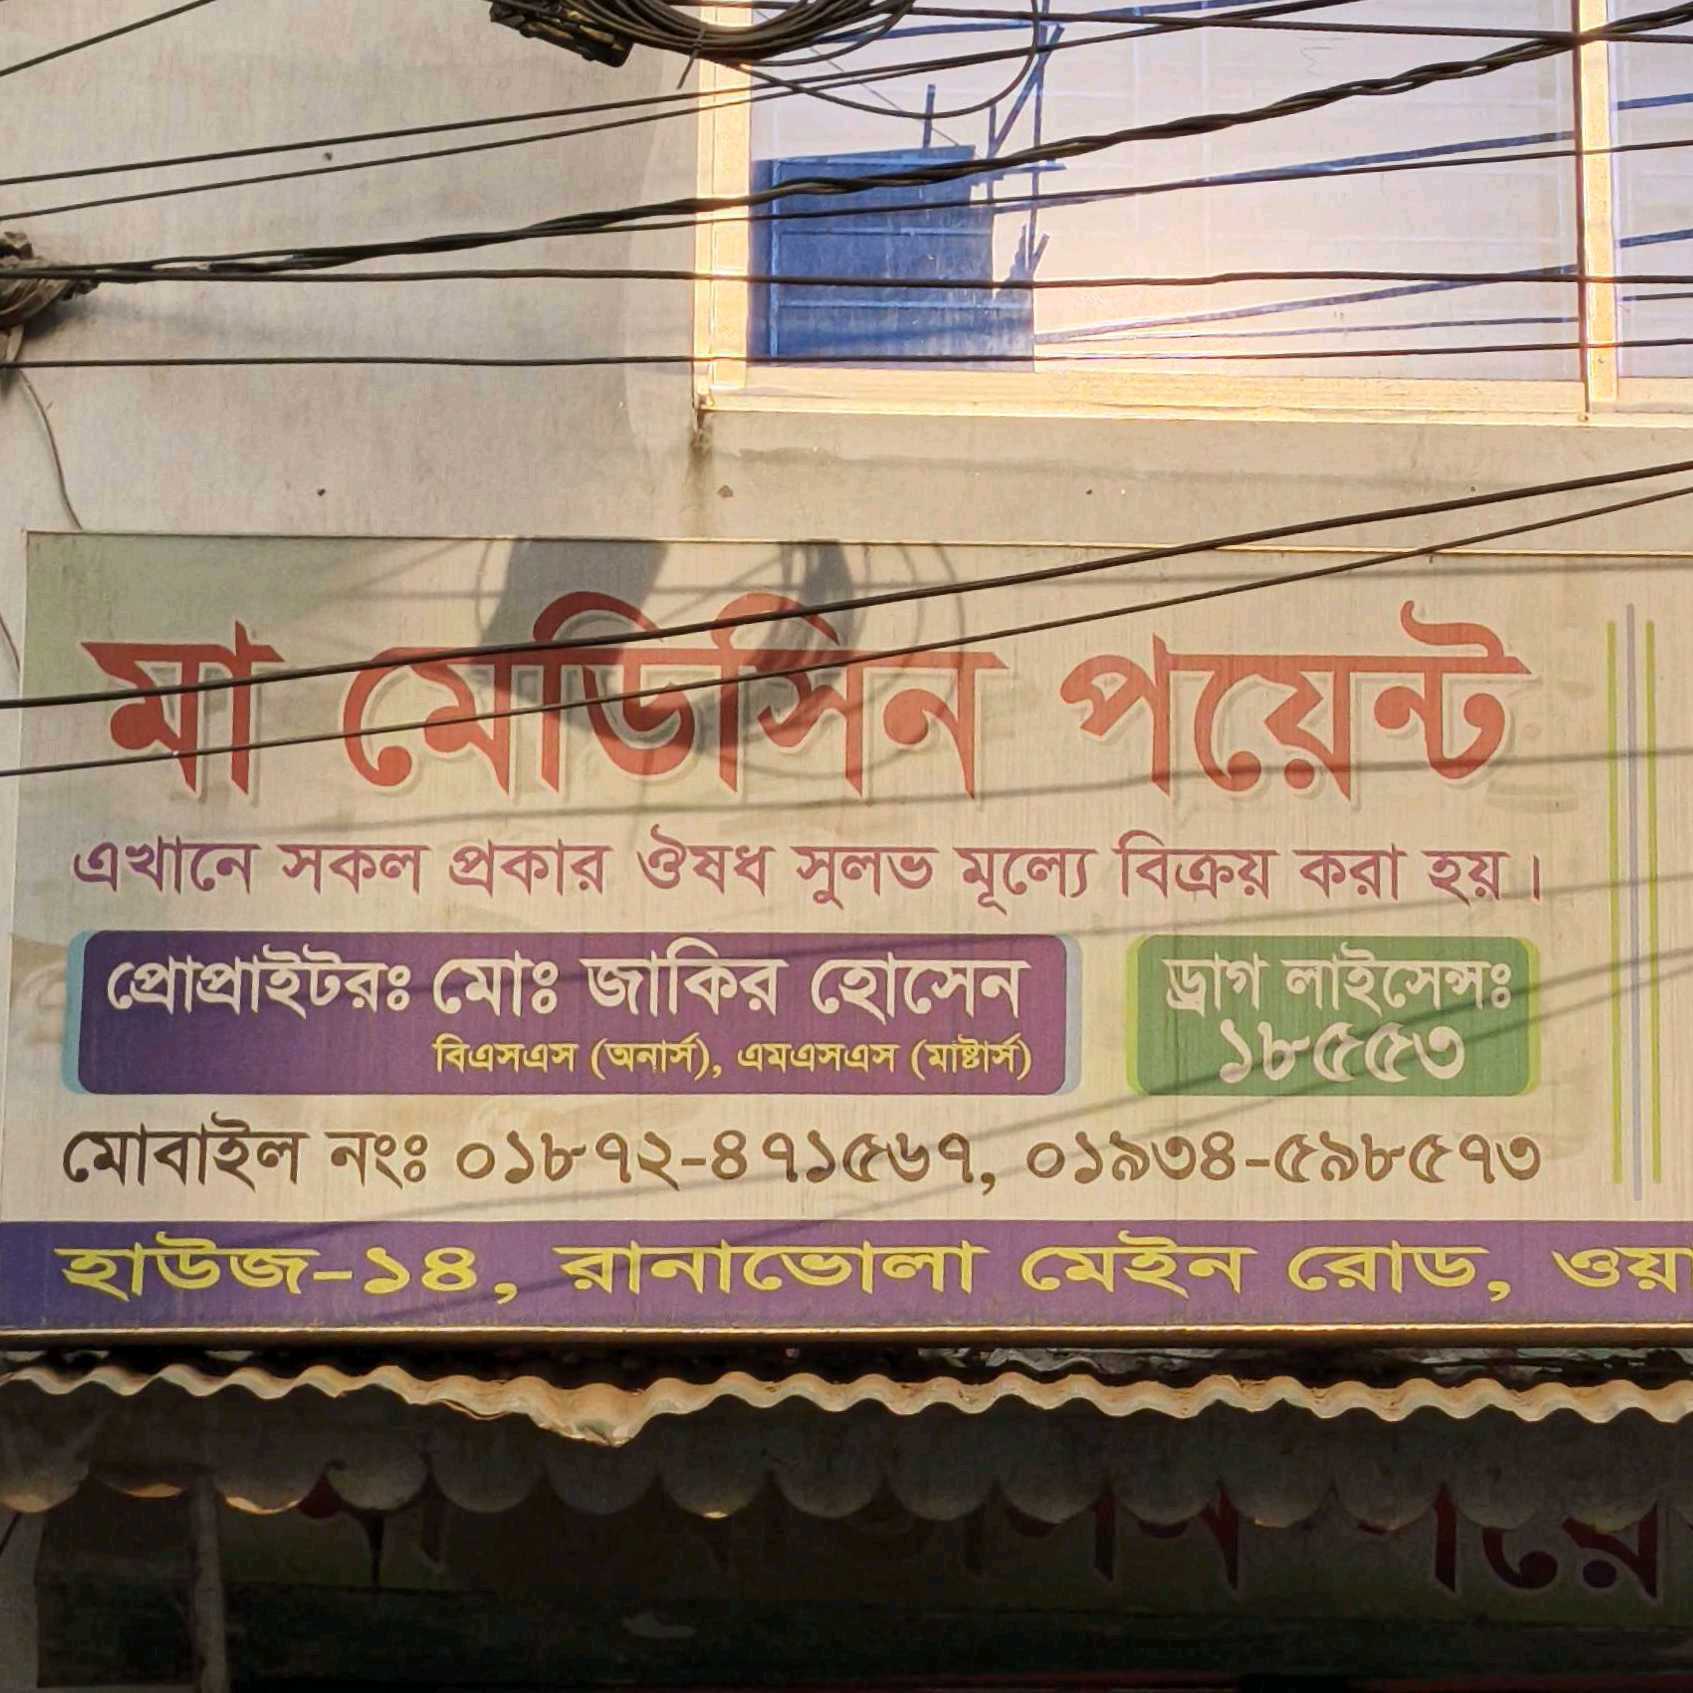 মা মেডিসিন পয়েন্ট
এখানে সকল প্রকার ঔষধ সুলভ মূল্যে বিক্রয় করা হয়।
প্রোপ্রাইটরঃ মোঃ জাকির হোসেন
বিএসএস (অনার্স), এমএসএস (মাষ্টার্স)
ড্রাগ লাইসেন্সঃ
১৮৫৫৩
মোবাইল নংঃ ০১৮৭২-৪৭১৫৬৭, ০১৯৩৪-৫৯৮৫৭৩
হাউজ-১৪, রানাভোলা মেইন রোড, ওয়া